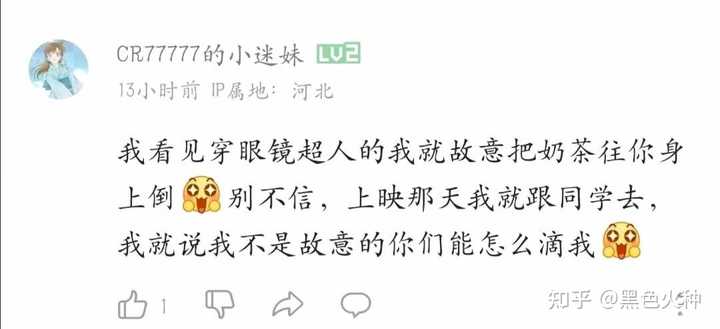 CR77777的小迷妹 LV2
13小时前 IP属地：河北
我看见穿眼镜超人的我就故意把奶茶往你身
上倒别不信，上映那天我就跟同学去，
我就说我不是故意的你们能怎么滴我
1
知乎 @黑色火种